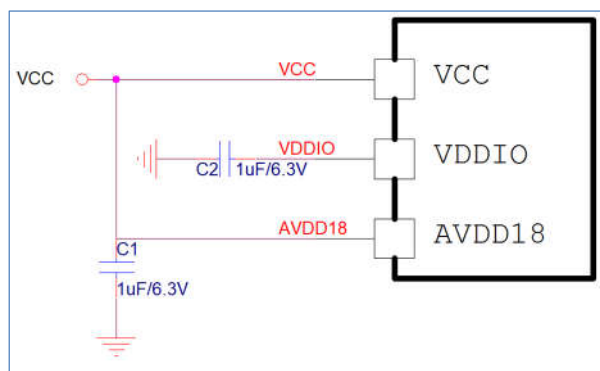 VCC
VCC
VCC
VDDIO
C2
1uF/6.3V
VDDIO
AVDD18
AVDD18
C1
1uF/6.3V